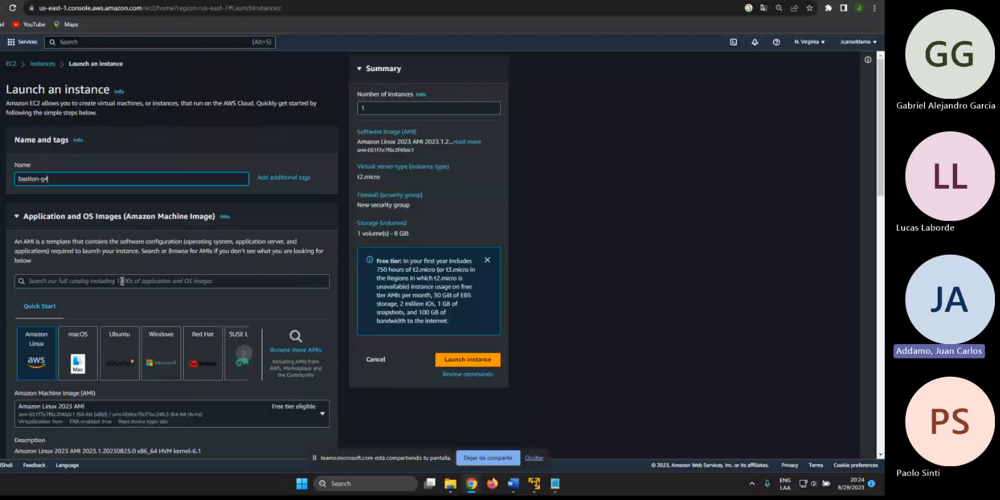 us-east-1.console.aws.amazon.com/ec2/home?region=us-east-1#LaunchInstances:
ail YouTube Maps
Services Search [Alt+S] N. Virginia Juanaddamo
EC2 Instances Launch an instance
Launch an instance Info
Amazon EC2 allows you to create virtual machines, or instances, that run on the AWS Cloud. Quickly get started by
following the simple steps below.
Name and tags Info
Name
bastion-g4
Add additional tags
Application and OS Images (Amazon Machine Image) Info
An AMI is a template that contains the software configuration (operating system, application server, and
applications) required to launch your instance. Search or Browse for AMIs if you don't see what you are looking for
below
Search our full catalog including 1000s of application and OS images
Quick Start
Amazon
Linux
aws
macOS
Mac
Ubuntu
ubuntu
Windows
Microsoft
Red Hat
Red Hat
SUSE L
Browse more AMIs
Including AMIs from
AWS, Marketplace and
the Community
Amazon Machine Image (AMI)
Amazon Linux 2023 AMI
Free tier eligible
ami-051f7e7f6c2f40dc1 (64-bit (x86)) / ami-0b9ce70cf1bc24fc3 (64-bit (Arm))
Virtualization: hvm ENA enabled: true Root device type: ebs
Description
Amazon Linux 2023 AMI 2023.1.20230825.0 x86_64 HVM kernel-6.1
Summary
Number of instances Info
1
Software Image (AMI)
Amazon Linux 2023 AMI 2023.1.2...read more
ami-051f7e7f6c2f40dc1
Virtual server type (instance type)
t2.micro
Firewall (security group)
New security group
Storage (volumes)
1 volume(s) - 8 GiB
Free tier: In your first year includes
750 hours of t2.micro (or t3.micro in
the Regions in which t2.micro is
unavailable) instance usage on free
tier AMIs per month, 30 GiB of EBS
storage, 2 million IOs, 1 GB of
snapshots, and 100 GB of
bandwidth to the internet.
Cancel
Launch instance
Review commands
teams.microsoft.com está compartiendo tu pantalla. Dejar de compartir Ocultar
lShell Feedback Language
© 2023, Amazon Web Services, Inc. or its affiliates. Privacy Terms Cookie preferences
Search
ENG
LAA
20:24
8/29/2023
2
GG
Gabriel Alejandro Garcia
LL
Lucas Laborde
JA
Addamo, Juan Carlos
PS
Paolo Sinti